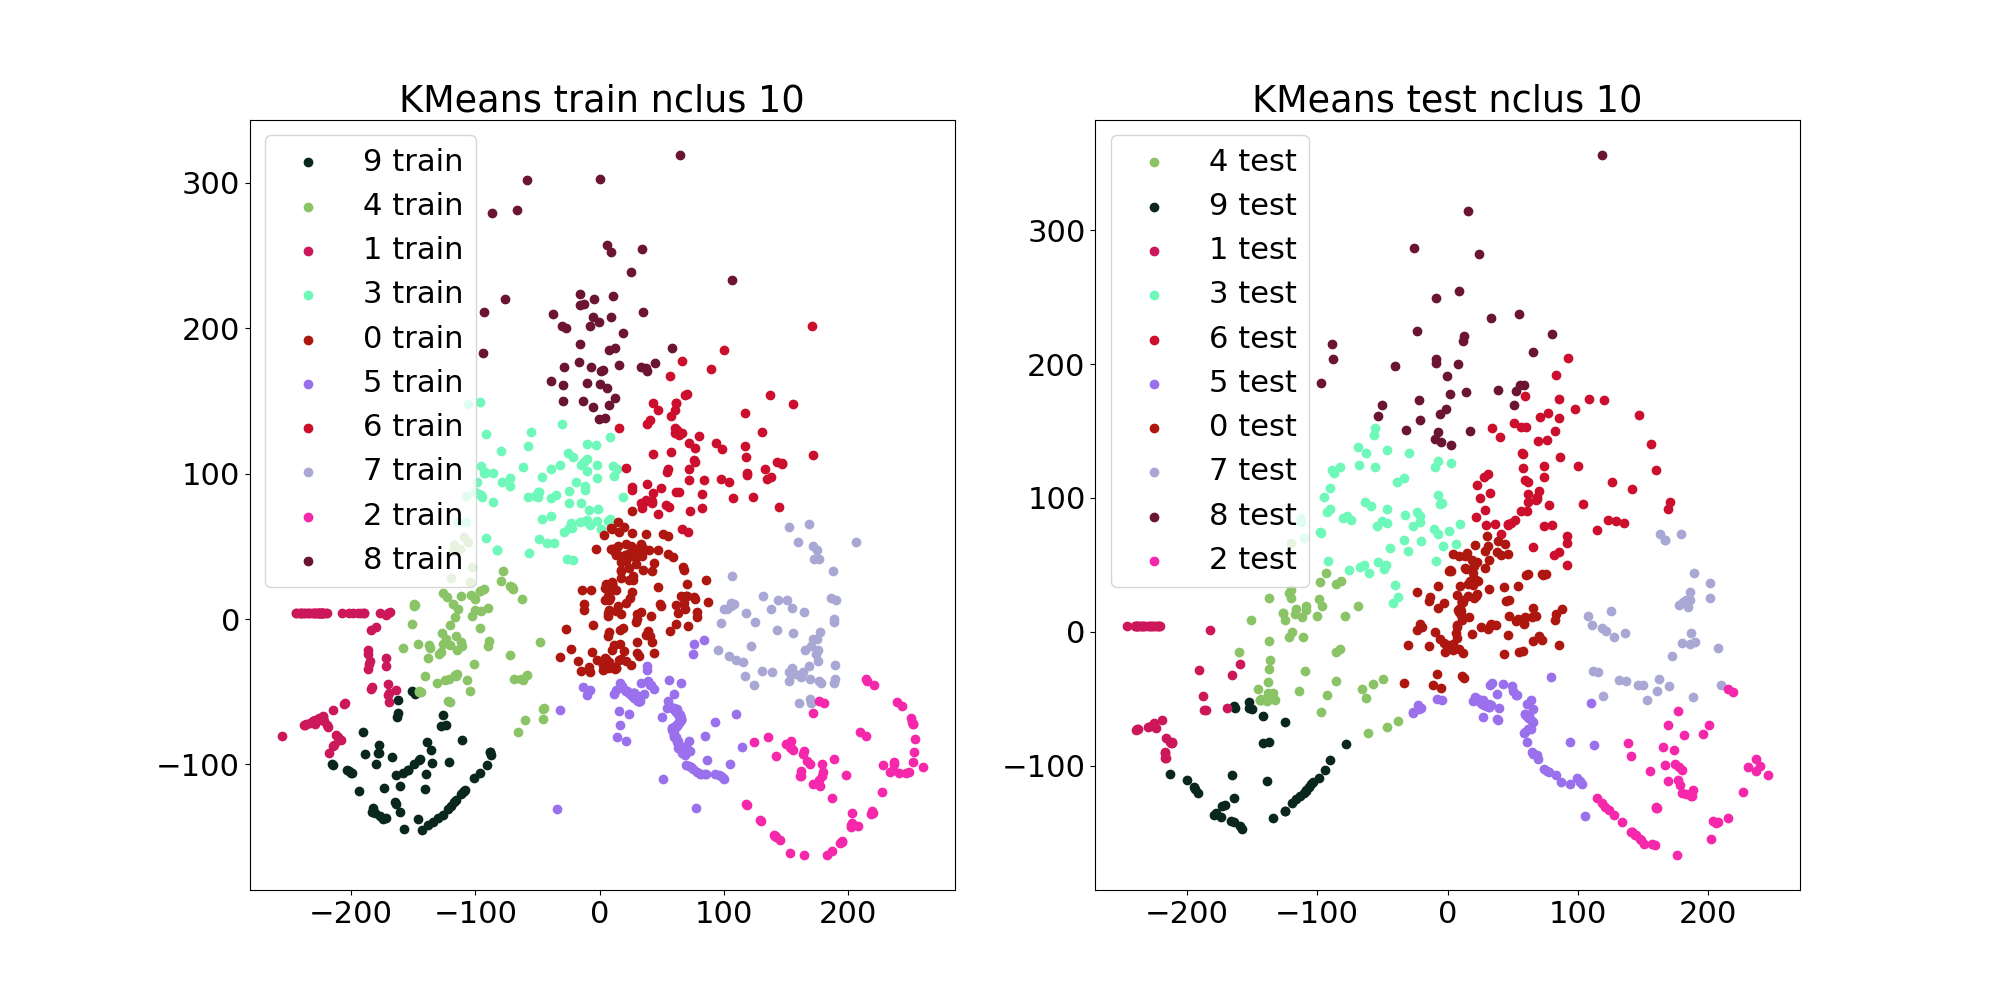 KMeans train nclus 10
9 train
4 train
1 train
3 train
0 train
5 train
6 train
7 train
2 train
8 train
300
200
100
0
−100
−200
−100
0
100
200
KMeans test nclus 10
4 test
9 test
1 test
3 test
6 test
5 test
0 test
7 test
8 test
2 test
300
200
100
0
−100
−200
−100
0
100
200